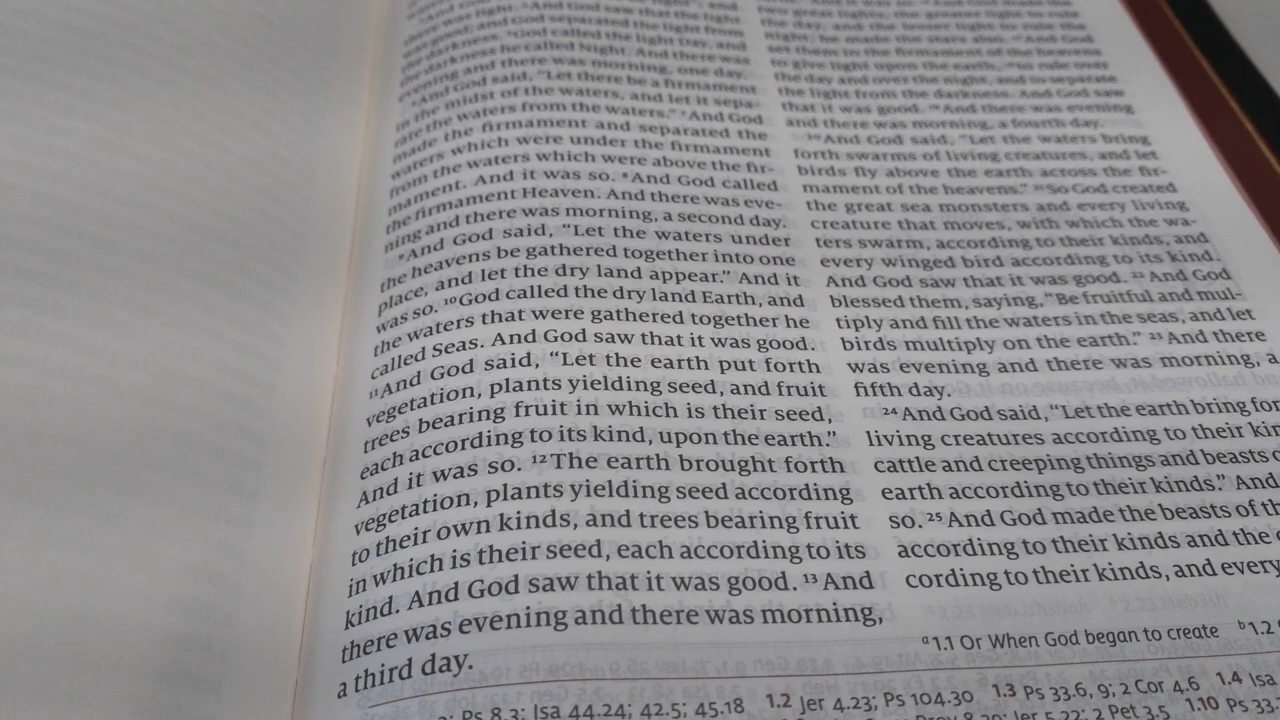 was light. ⁴And God saw that the light
was good; and God separated the light from
the darkness. ⁵God called the light Day, and
the darkness he called Night. And there was
evening and there was morning, one day.
⁶And God said, "Let there be a firmament
in the midst of the waters, and let it sepa-
rate the waters from the waters." ⁷And God
made the firmament and separated the
waters which were under the firmament
from the waters which were above the fir-
mament. And it was so. ⁸And God called
the firmament Heaven. And there was eve-
ning and there was morning, a second day.
⁹And God said, "Let the waters under
the heavens be gathered together into one
place, and let the dry land appear." And it
was so. ¹⁰God called the dry land Earth, and
the waters that were gathered together he
called Seas. And God saw that it was good.
¹¹And God said, "Let the earth put forth
vegetation, plants yielding seed, and fruit
trees bearing fruit in which is their seed,
each according to its kind, upon the earth."
And it was so. ¹²The earth brought forth
vegetation, plants yielding seed according
to their own kinds, and trees bearing fruit
in which is their seed, each according to its
kind. And God saw that it was good. ¹³And
there was evening and there was morning,
a third day.
the day, and the lesser light to rule the
night; he made the stars also. ¹⁷And God
set them in the firmament of the heavens
to give light upon the earth, ¹⁸to rule over
the day and over the night, and to separate
the light from the darkness. And God saw
that it was good. ¹⁹And there was evening
and there was morning, a fourth day.
²⁰And God said, "Let the waters bring
forth swarms of living creatures, and let
birds fly above the earth across the fir-
mament of the heavens." ²¹So God created
the great sea monsters and every living
creature that moves, with which the wa-
ters swarm, according to their kinds, and
every winged bird according to its kind.
And God saw that it was good. ²²And God
blessed them, saying, "Be fruitful and mul-
tiply and fill the waters in the seas, and let
birds multiply on the earth." ²³And there
was evening and there was morning, a
fifth day.
²⁴And God said, "Let the earth bring for
living creatures according to their kin
cattle and creeping things and beasts
earth according to their kinds." And
so. ²⁵And God made the beasts of th
according to their kinds and the
cording to their kinds, and every
ᵃ1.1 Or When God began to create ᵇ1.2
Ps 8.3; Isa 44.24; 42.5; 45.18 1.2 Jer 4.23; Ps 104.30 1.3 Ps 33.6, 9; 2 Cor 4.6 1.4 Isa
Jer 5.22; 2 Pet 3.5 1.10 Ps 33.